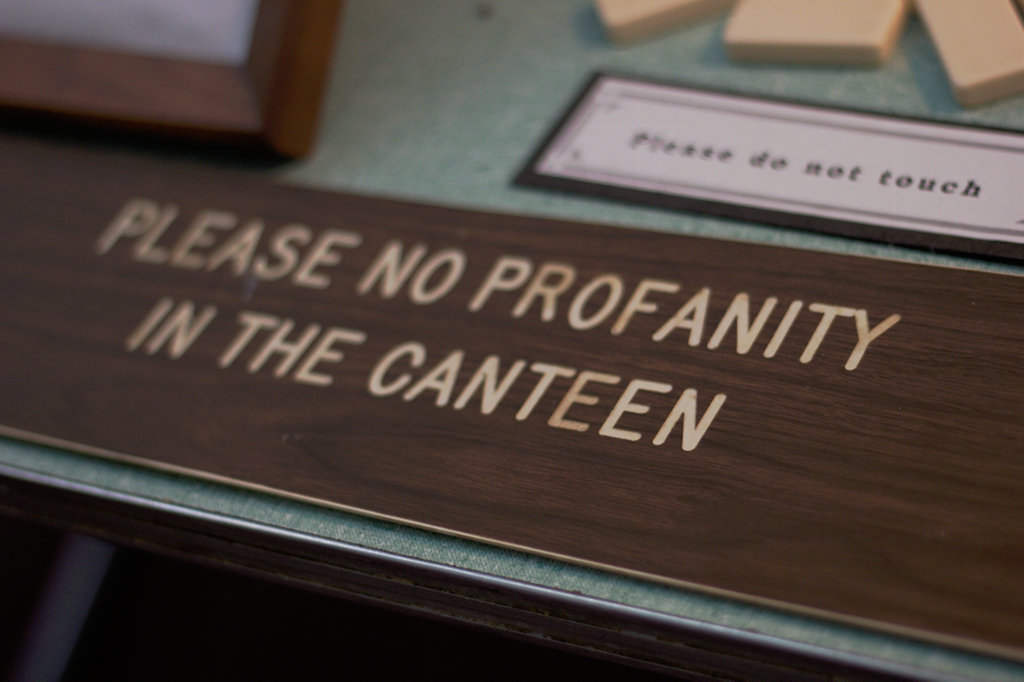 Please do not touch
PLEASE NO PROFANITY
IN THE CANTEEN